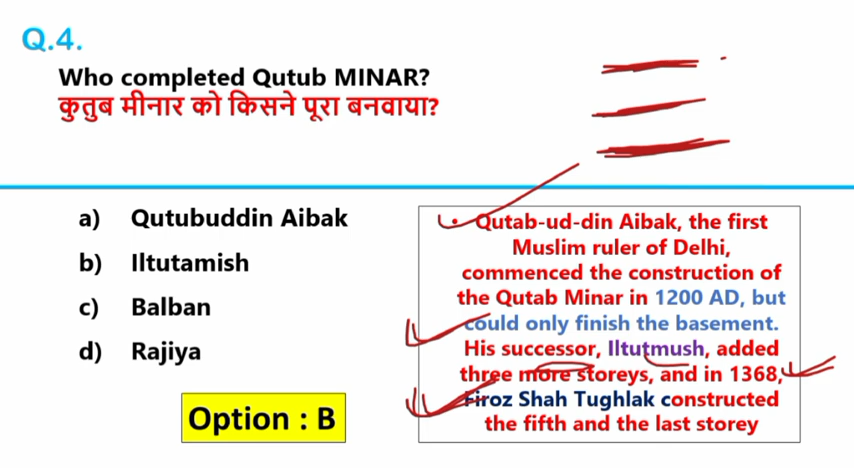 Q.4.
Who completed Qutub MINAR?
कुतुब मीनार को किसने पूरा बनवाया?
a) Qutubuddin Aibak
b) Iltutamish
c) Balban
d) Rajiya
Option : B
• Qutab-ud-din Aibak, the first
Muslim ruler of Delhi,
commenced the construction of
the Qutab Minar in 1200 AD, but
could only finish the basement.
His successor, Iltutmush, added
three more storeys, and in 1368,
Firoz Shah Tughlak constructed
the fifth and the last storey